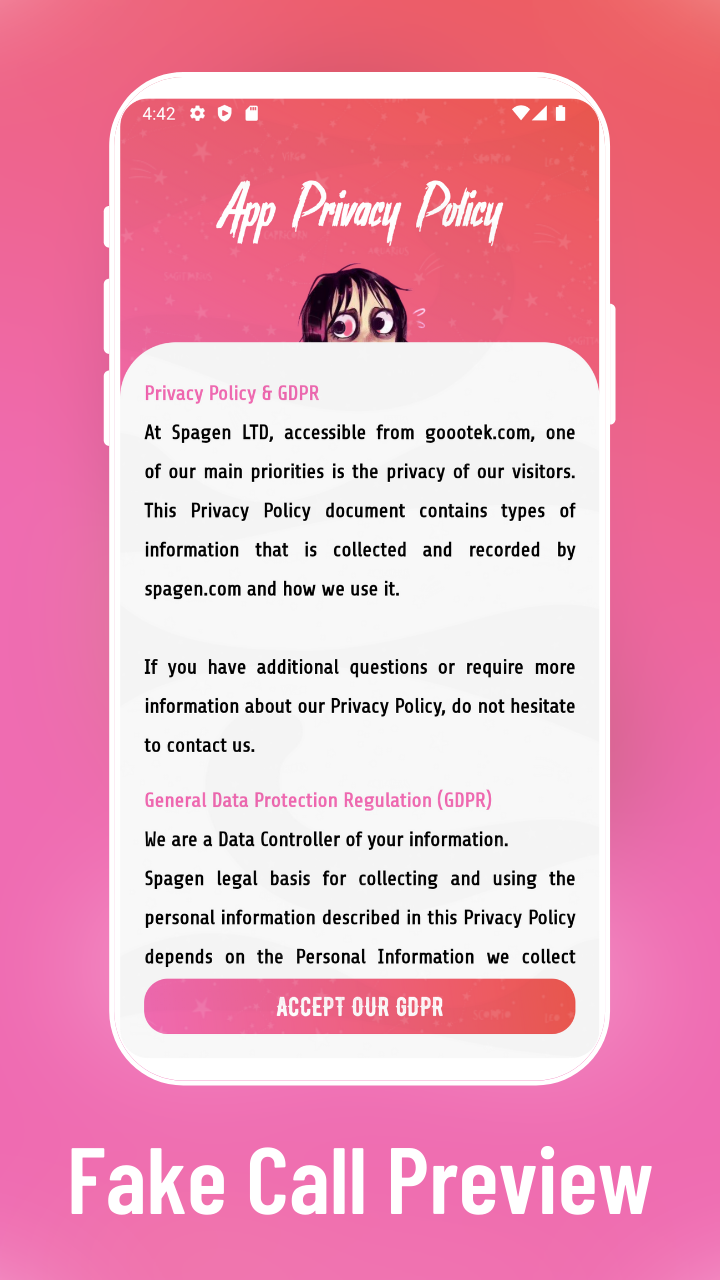 4:42
App Privacy Policy
Privacy Policy & GDPR
At Spagen LTD, accessible from goootek.com, one
of our main priorities is the privacy of our visitors.
This Privacy Policy document contains types of
information that is collected and recorded by
spagen.com and how we use it.
If you have additional questions or require more
information about our Privacy Policy, do not hesitate
to contact us.
General Data Protection Regulation (GDPR)
We are a Data Controller of your information.
Spagen legal basis for collecting and using the
personal information described in this Privacy Policy
depends on the Personal Information we collect
ACCEPT OUR GDPR
Fake Call Preview